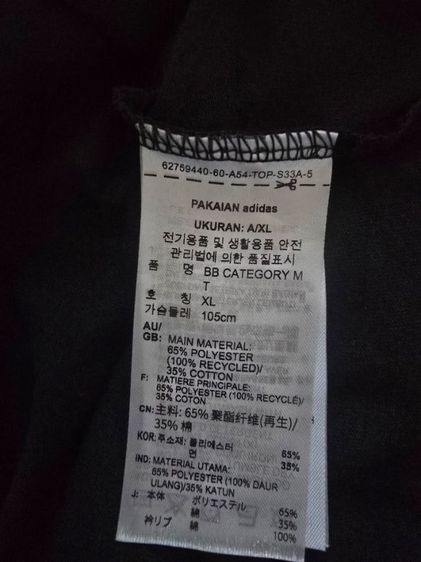 62759440-60-A54-TOP-S33A-5
PAKAIAN adidas
UKURAN: A/XL
전기용품 및 생활용품 안전
관리법에 의한 품질표시
품 명 BB CATEGORY M
T
호 칭 XL
가슴둘레 105cm
AU/
GB: MAIN MATERIAL:
65% POLYESTER
(100% RECYCLED)/
35% COTTON
F: MATIERE PRINCIPALE:
65% POLYESTER (100% RECYCLÉ)/
35% COTON
CN: 主料: 65% 聚酯纤维(再生)/
35% 棉
KOR: 주소재: 폴리에스터 65%
면 35%
IND: MATERIAL UTAMA:
65% POLYESTER (100% DAUR
ULANG)/35% KATUN
J: 本体 ポリエステル 65%
綿 35%
衿リブ 綿 100%